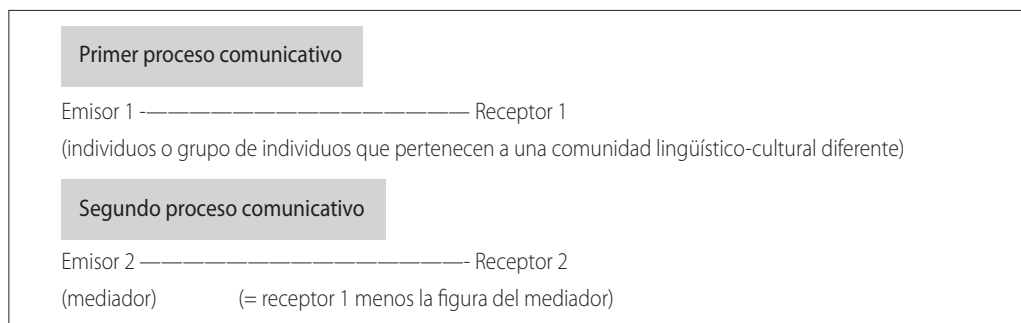 Primer proceso comunicativo
Emisor 1 -——————————————— Receptor 1
(individuos o grupo de individuos que pertenecen a una comunidad lingüístico-cultural diferente)
Segundo proceso comunicativo
Emisor 2 ———————————————- Receptor 2
(mediador) (= receptor 1 menos la figura del mediador)